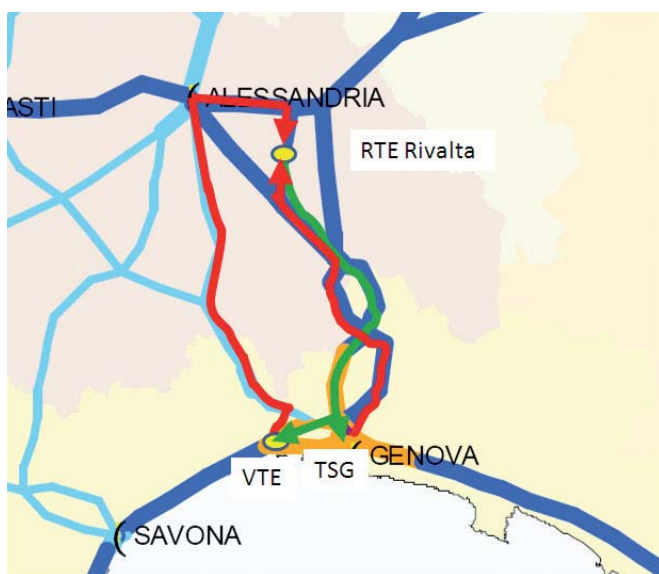 ALESSANDRIA
ASTI
RTE Rivalta
VTE
TSG
GENOVA
SAVONA